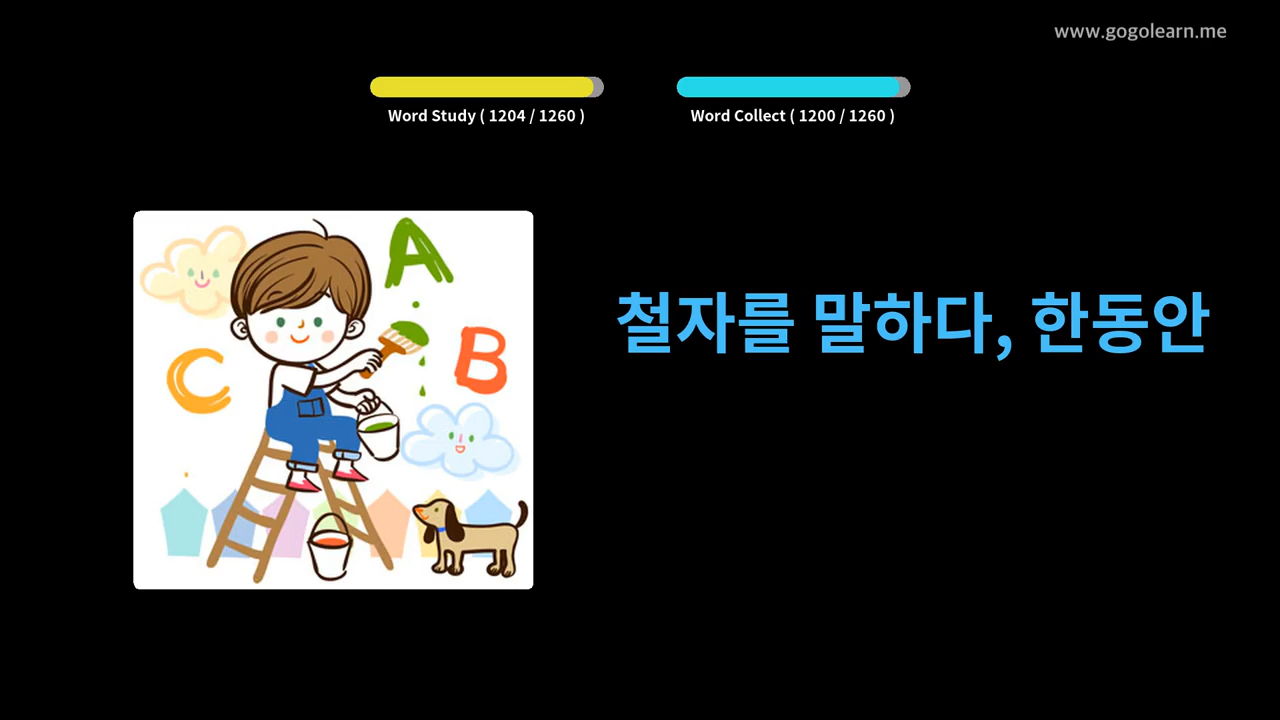 www.gogolearn.me
Word Study ( 1204 / 1260 )
Word Collect ( 1200 / 1260 )
A
B
C
철자를 말하다, 한동안